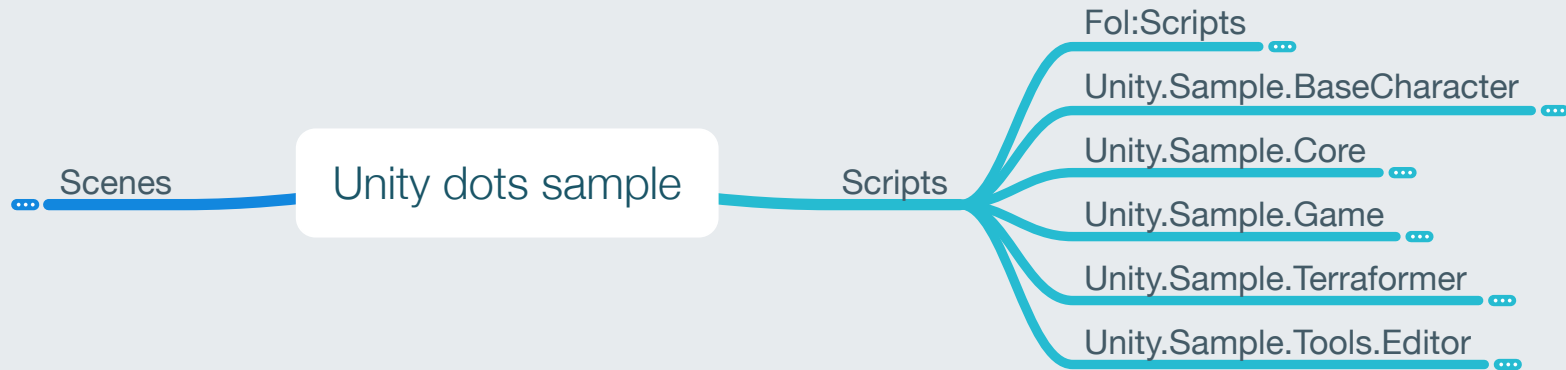 Fol:Scripts
Unity.Sample.BaseCharacter
Unity.Sample.Core
Scenes
Unity dots sample
Scripts
Unity.Sample.Game
Unity.Sample.Terraformer
Unity.Sample.Tools.Editor